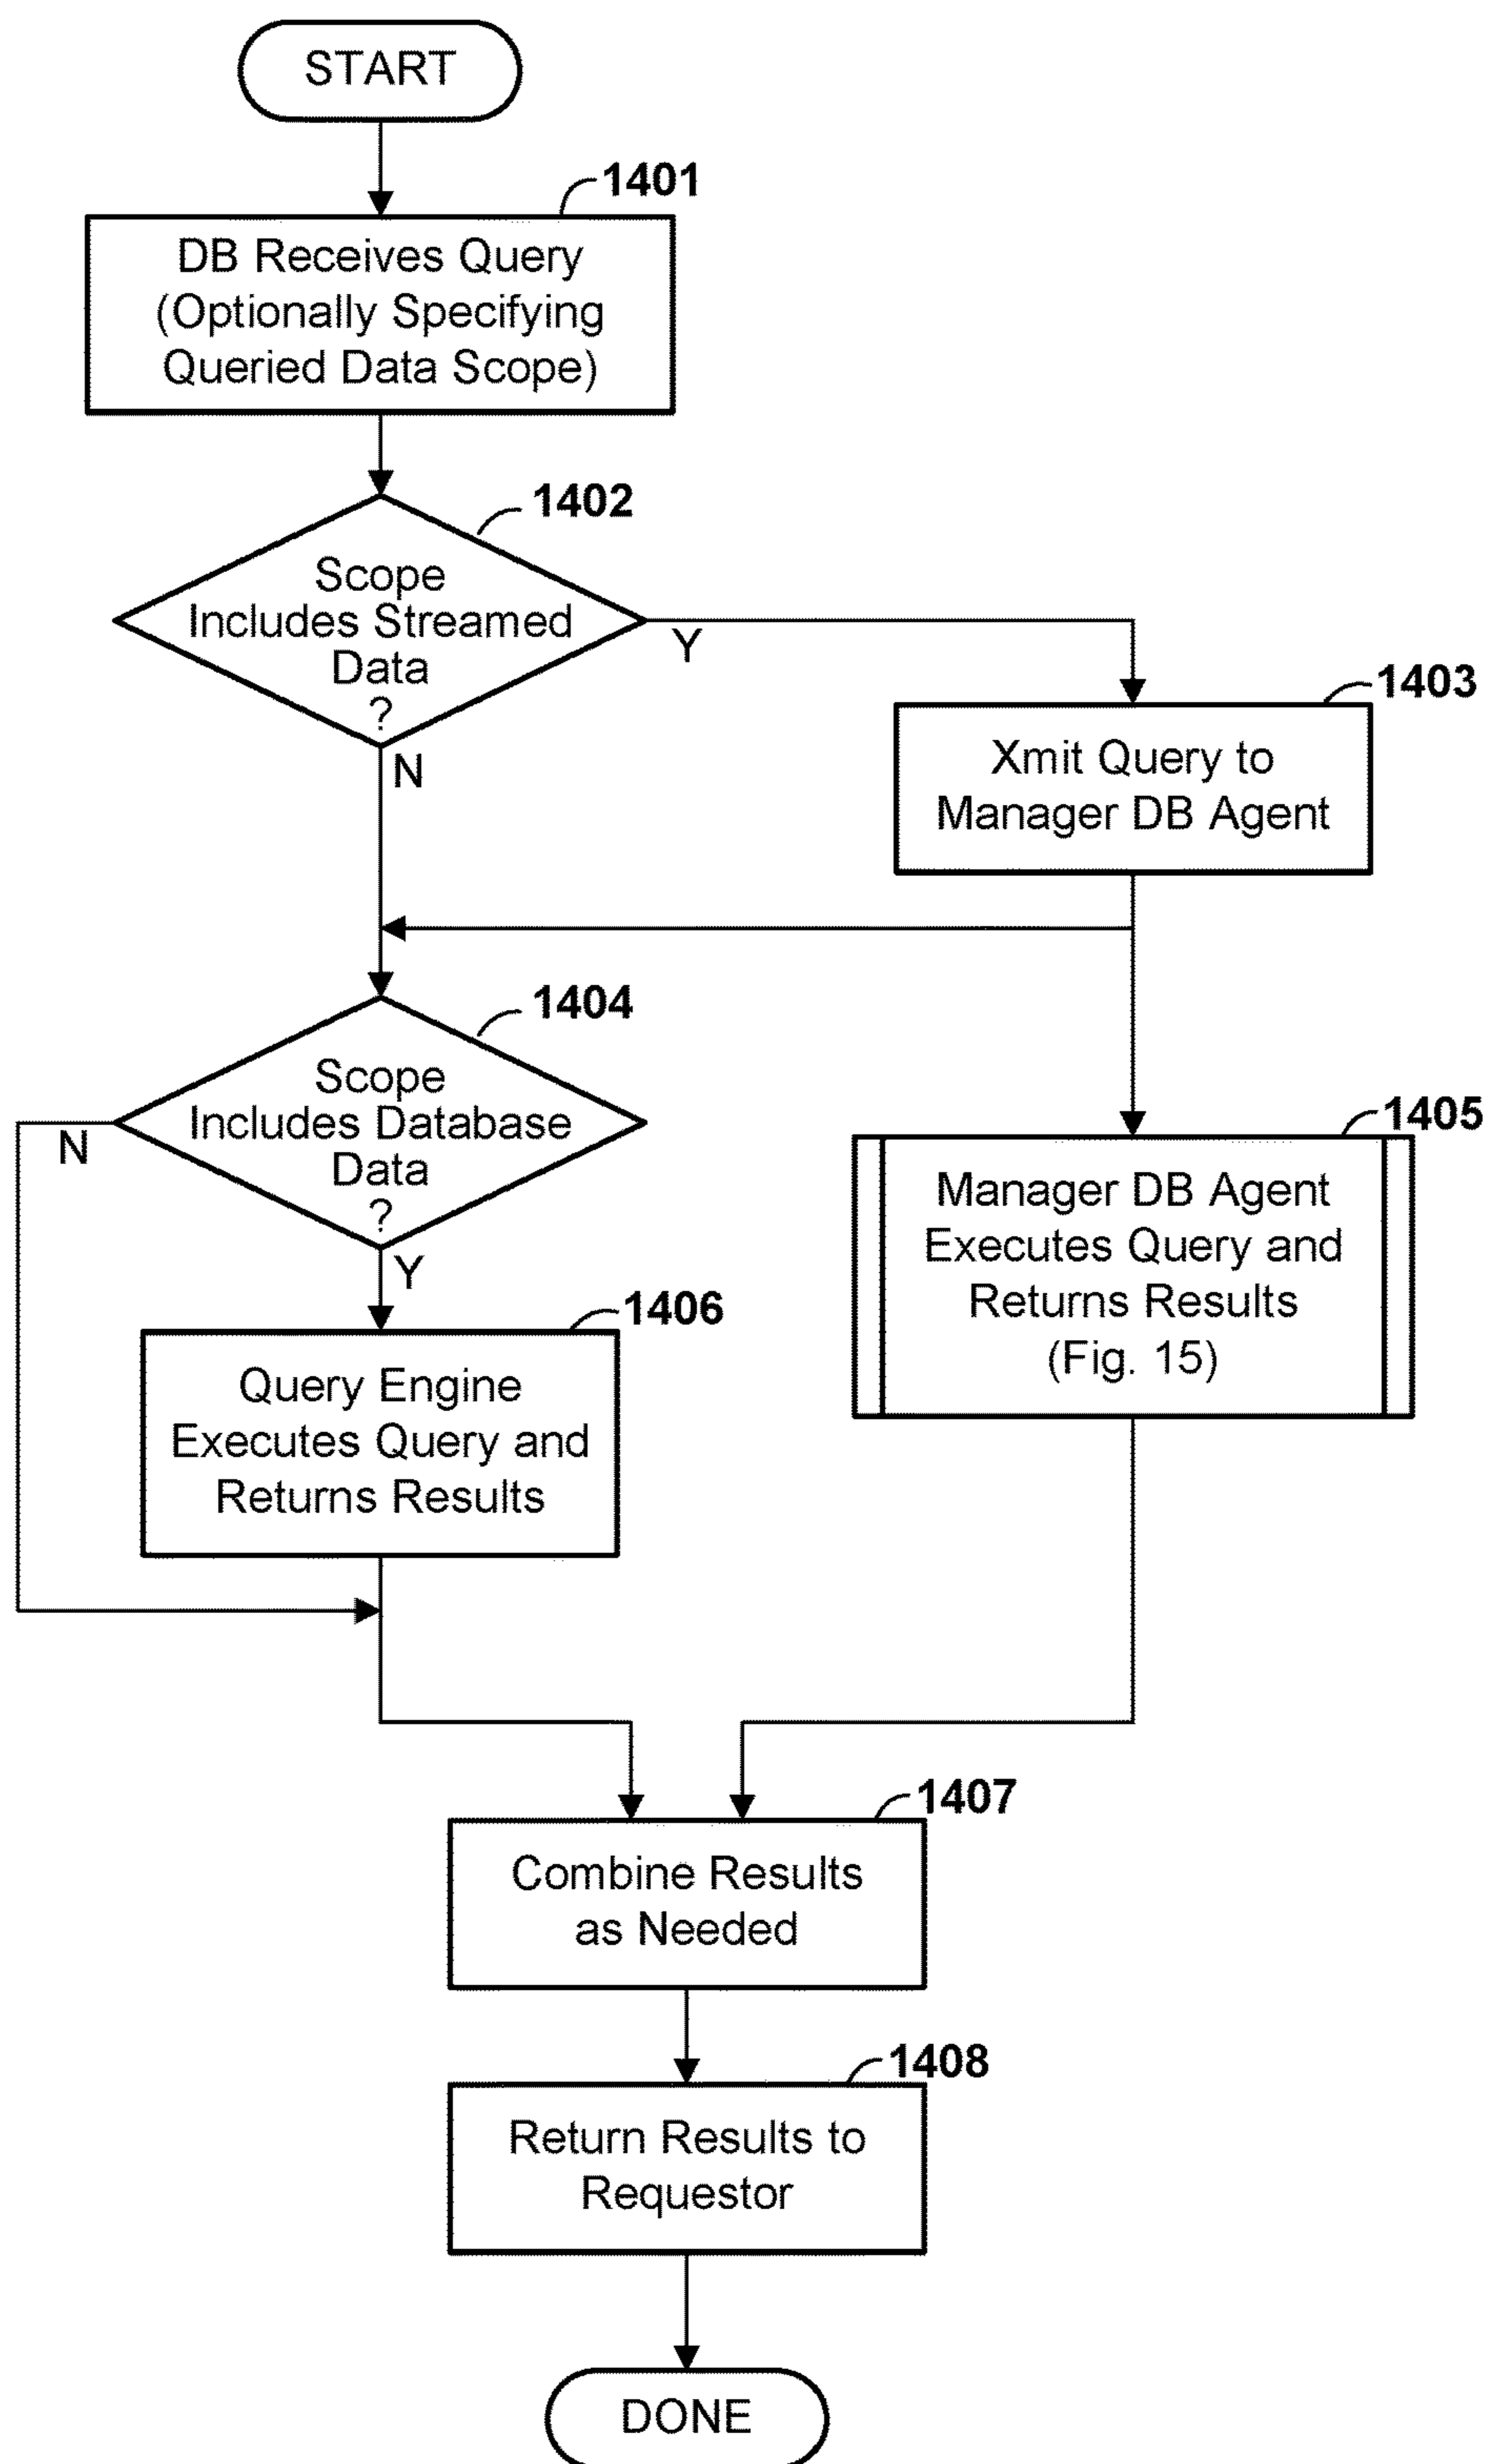 START
1401
DB Receives Query
(Optionally Specifying
Queried Data Scope)
1402
Scope
Includes Streamed
Data
?
Y
N
1403
Xmit Query to
Manager DB Agent
1404
Scope
Includes Database
Data
?
N
Y
1405
Manager DB Agent
Executes Query and
Returns Results
(Fig. 15)
1406
Query Engine
Executes Query and
Returns Results
1407
Combine Results
as Needed
1408
Return Results to
Requestor
DONE